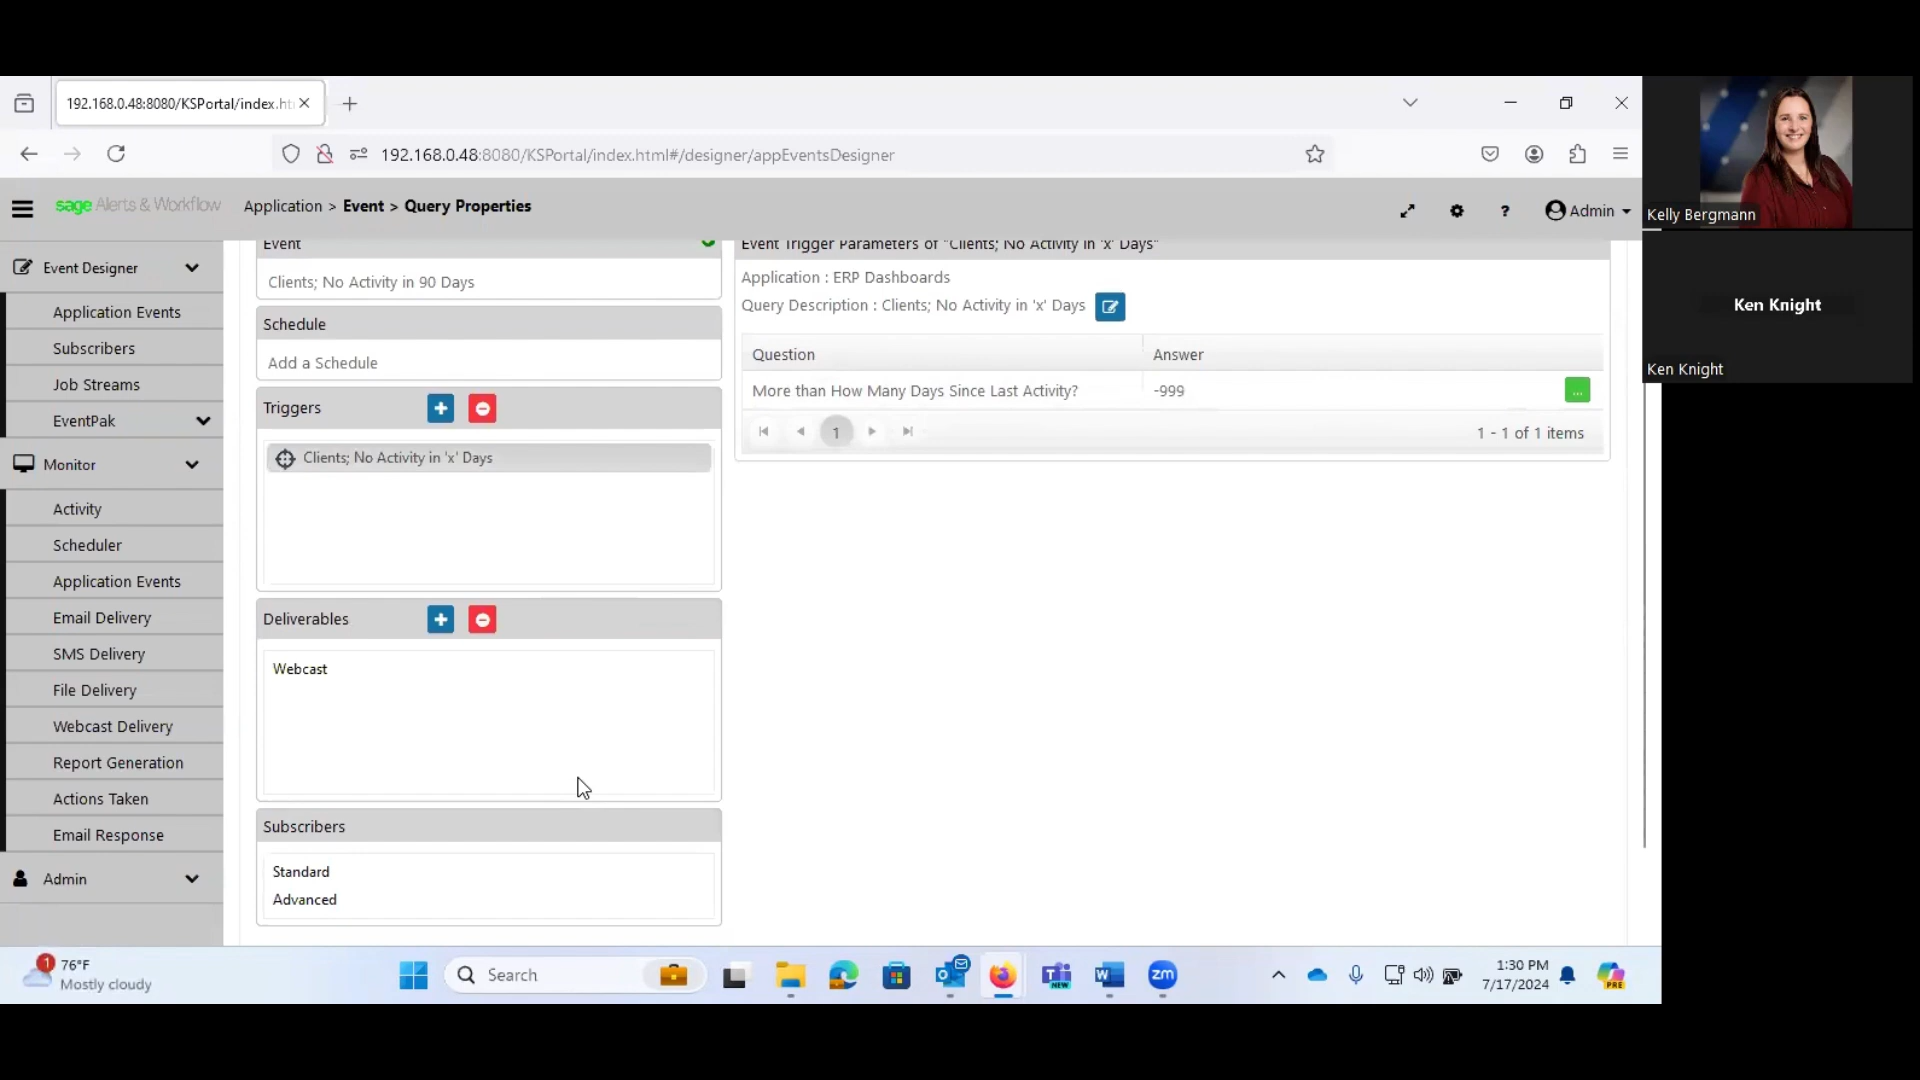 192.168.0.48:8080/KSPortal/index.ht
192.168.0.48:8080/KSPortal/index.html#/designer/appEventsDesigner
sage Alerts & Workflow
Application > Event > Query Properties
? Admin
Event Designer
Application Events
Subscribers
Job Streams
EventPak
Monitor
Activity
Scheduler
Application Events
Email Delivery
SMS Delivery
File Delivery
Webcast Delivery
Report Generation
Actions Taken
Email Response
Admin
Event
Clients; No Activity in 90 Days
Schedule
Add a Schedule
Triggers
Clients; No Activity in 'x' Days
Deliverables
Webcast
Subscribers
Standard
Advanced
Event Trigger Parameters of "Clients; No Activity in 'x' Days"
Application : ERP Dashboards
Query Description : Clients; No Activity in 'x' Days
Question Answer
More than How Many Days Since Last Activity? -999 ...
1 1 - 1 of 1 items
Kelly Bergmann
Ken Knight
Ken Knight
1
76°F
Mostly cloudy
Search
NEW
zm
1:30 PM
7/17/2024
PRE